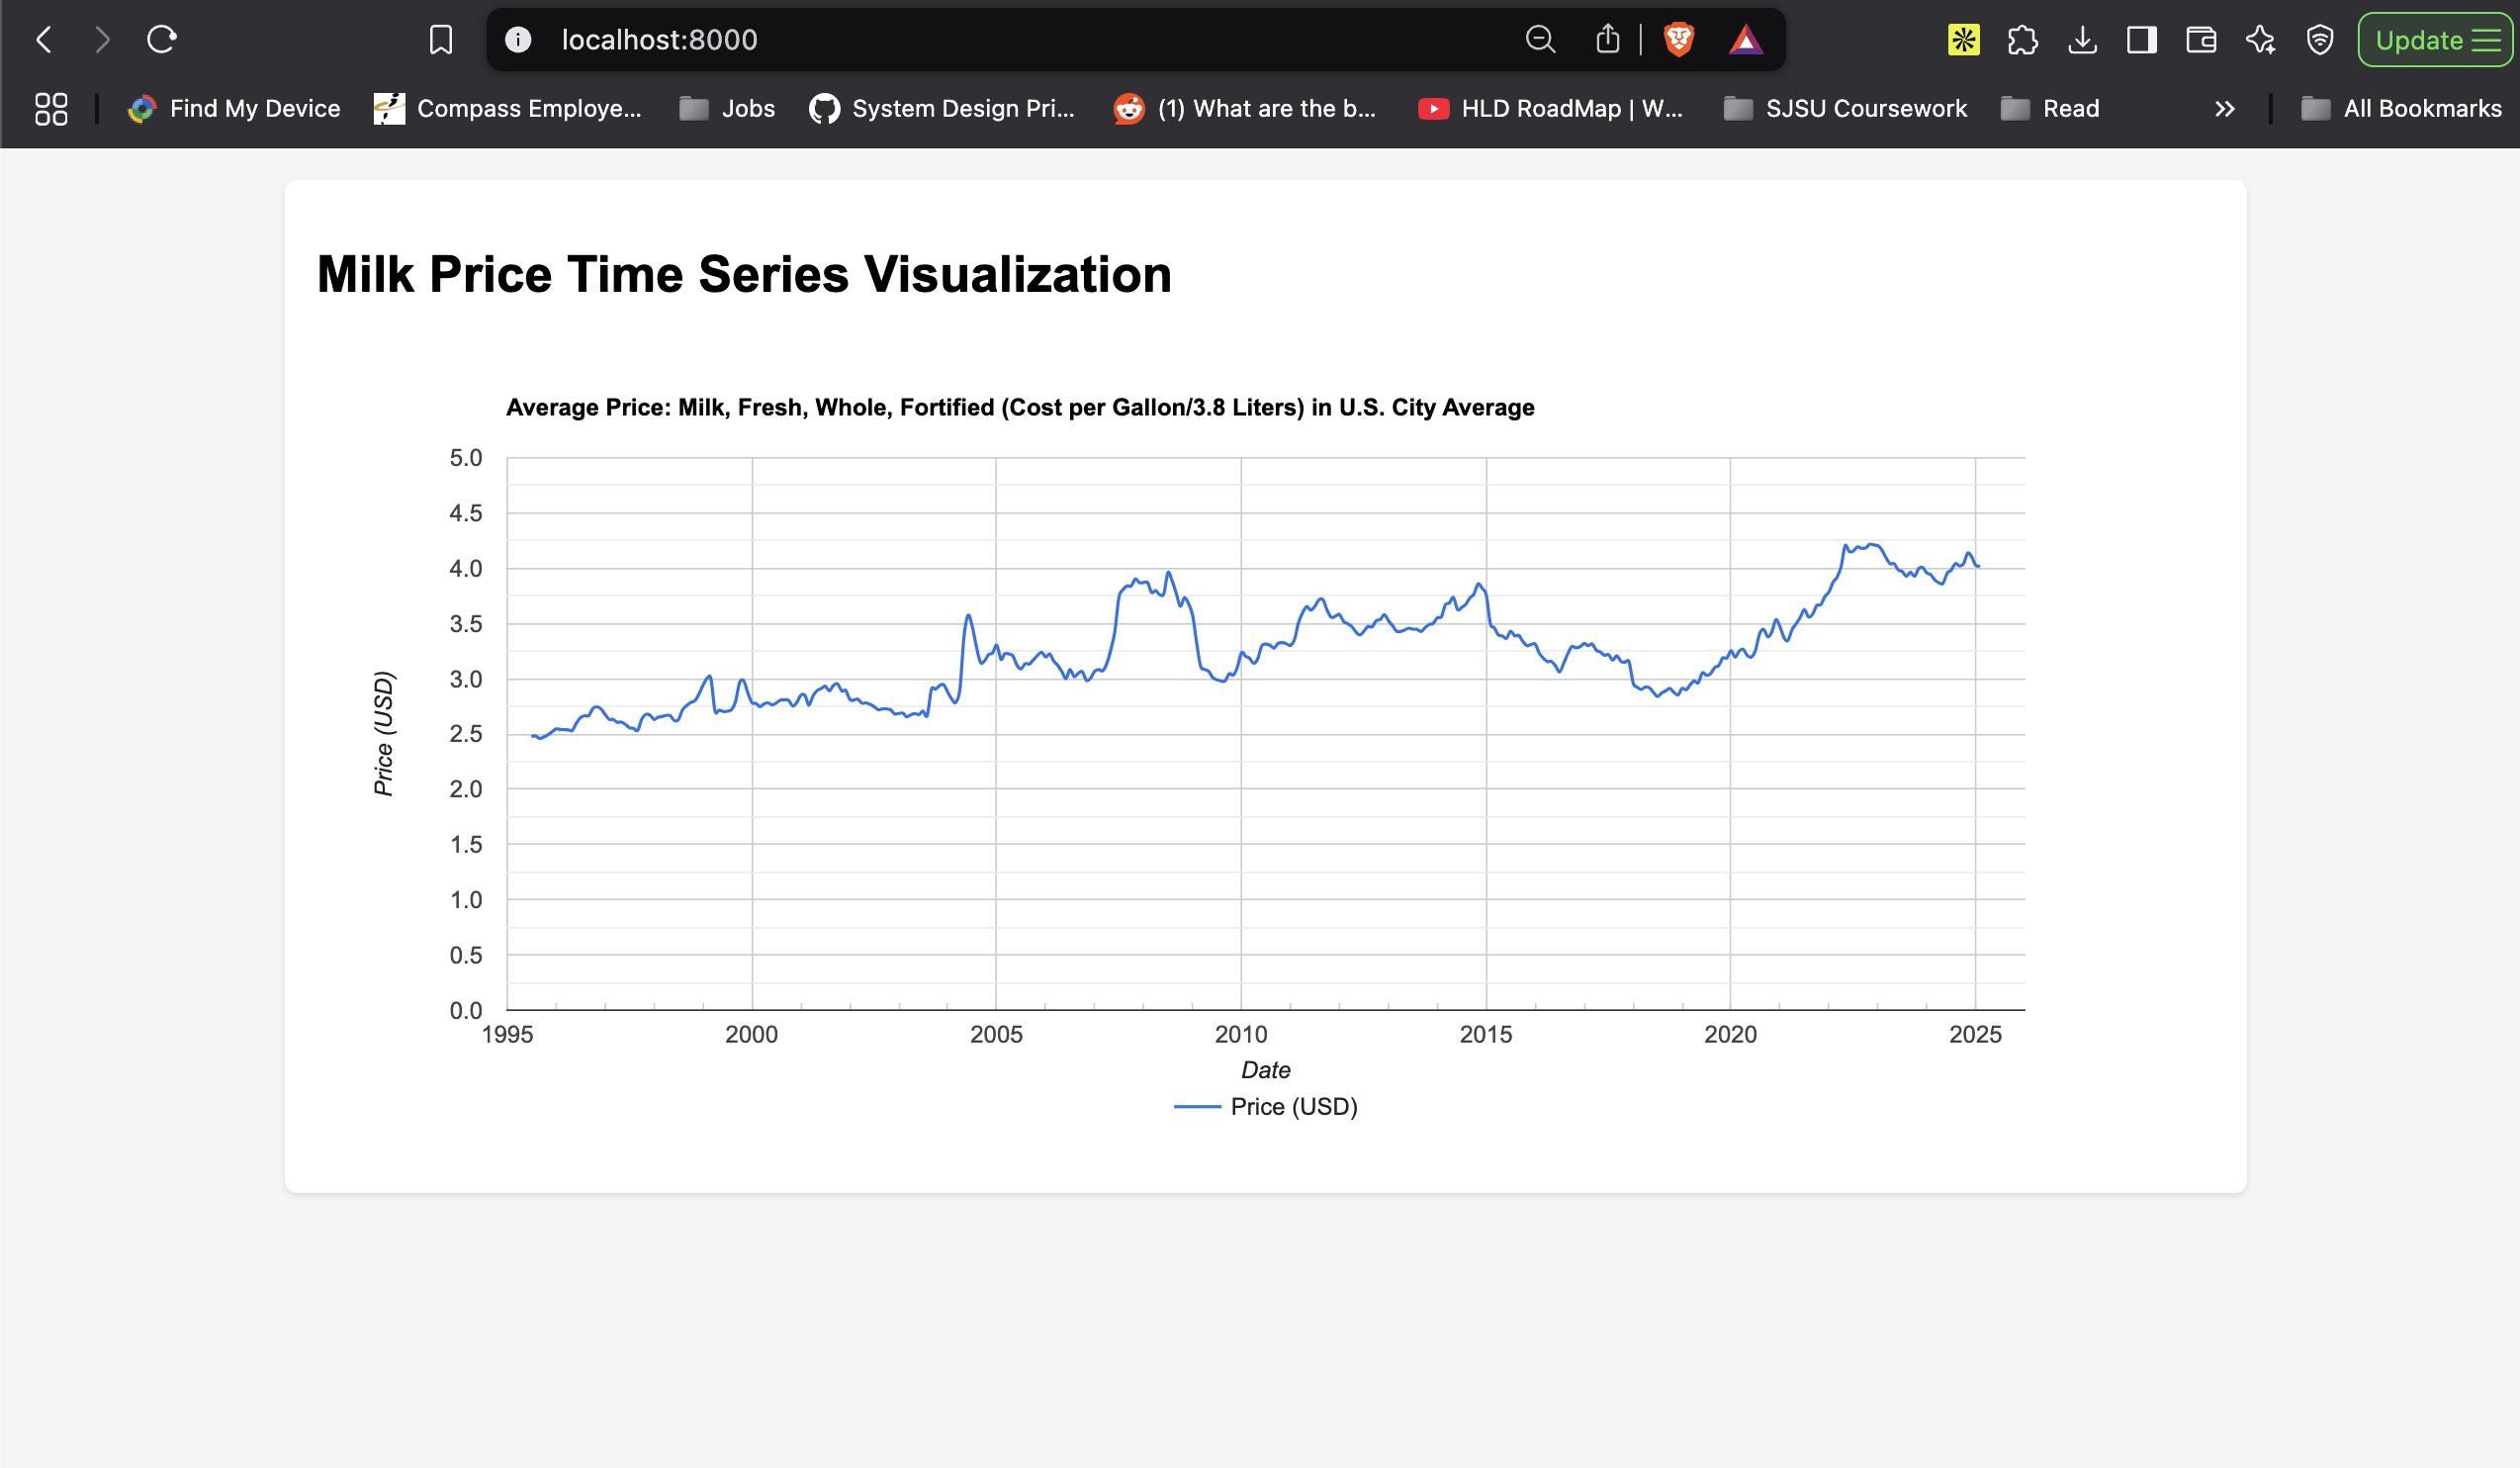 localhost:8000
Update
Find My Device
Compass Employe...
Jobs
System Design Pri...
(1) What are the b...
HLD RoadMap | W...
SJSU Coursework
Read
All Bookmarks
Milk Price Time Series Visualization
Average Price: Milk, Fresh, Whole, Fortified (Cost per Gallon/3.8 Liters) in U.S. City Average
5.0
4.5
4.0
3.5
3.0
2.5
2.0
1.5
1.0
0.5
0.0
Price (USD)
1995 2000 2005 2010 2015 2020 2025
Date
Price (USD)